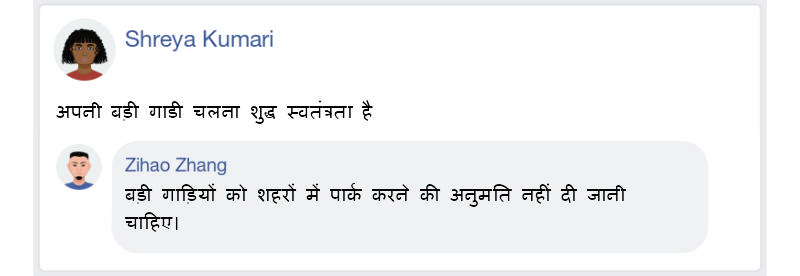 Shreya Kumari
अपनी बड़ी गाडी चलना शुद्ध स्वतंत्रता है
Zihao Zhang
बड़ी गाड़ियों को शहरों में पार्क करने की अनुमति नहीं दी जानी
चाहिए।